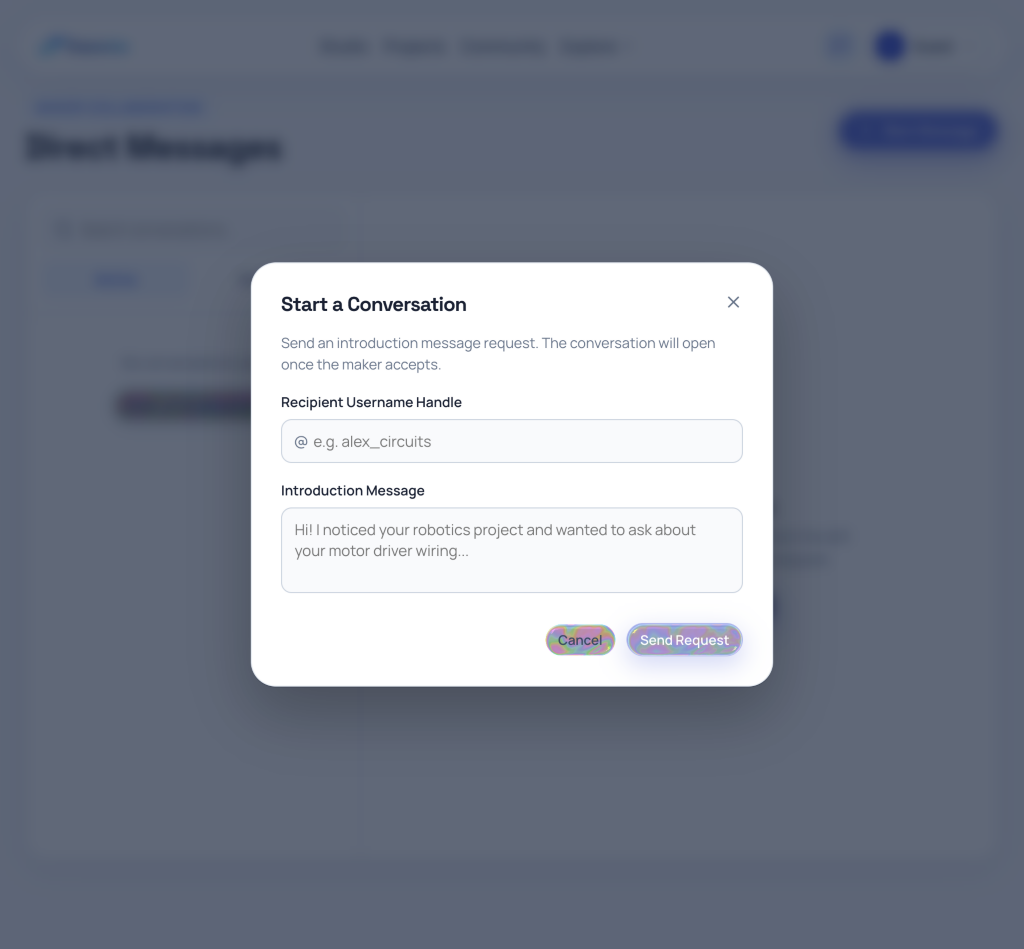 Direct Messages
Start a Conversation
Send an introduction message request. The conversation will open
once the maker accepts.
Recipient Username Handle
@ e.g. alex_circuits
Introduction Message
Hi! I noticed your robotics project and wanted to ask about
your motor driver wiring...
Cancel
Send Request